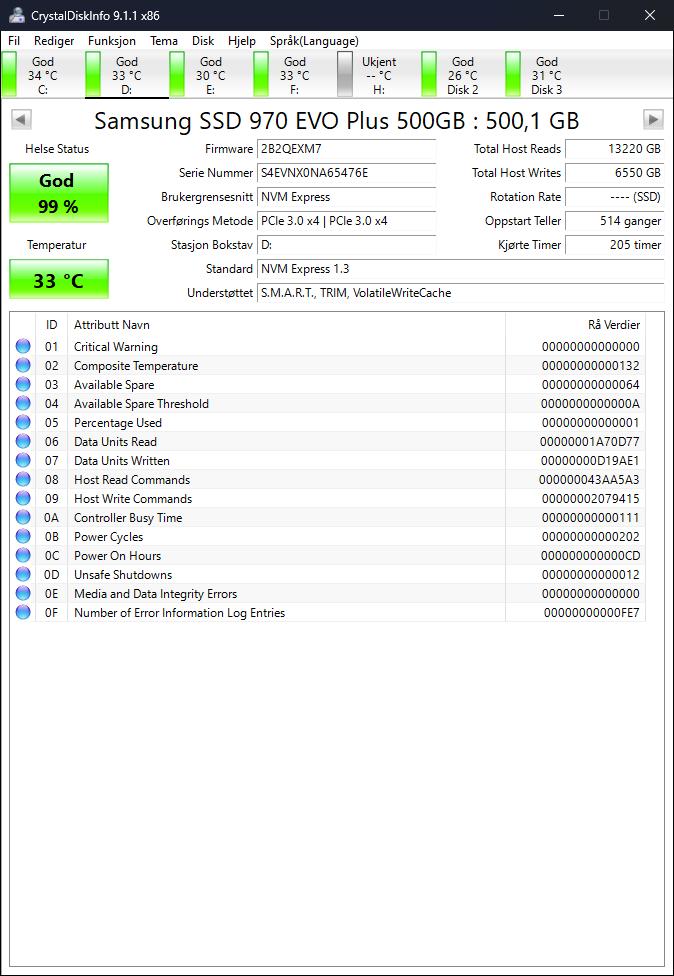 CrystalDiskInfo 9.1.1 x86
Fil Rediger Funksjon Tema Disk Hjelp Språk(Language)
God God God God Ukjent God God
34 °C 33 °C 30 °C 33 °C -- °C 26 °C 31 °C
C: D: E: F: H: Disk 2 Disk 3
Samsung SSD 970 EVO Plus 500GB : 500,1 GB
Helse Status Firmware 2B2QEXM7 Total Host Reads 13220 GB
God Serie Nummer S4EVNX0NA65476E Total Host Writes 6550 GB
99 % Brukergrensesnitt NVM Express Rotation Rate ---- (SSD)
Overførings Metode PCIe 3.0 x4 | PCIe 3.0 x4 Oppstart Teller 514 ganger
Temperatur Stasjon Bokstav D: Kjørte Timer 205 timer
33 °C Standard NVM Express 1.3
Understøttet S.M.A.R.T., TRIM, VolatileWriteCache
ID Attributt Navn Rå Verdier
01 Critical Warning 00000000000000
02 Composite Temperature 00000000000132
03 Available Spare 00000000000064
04 Available Spare Threshold 0000000000000A
05 Percentage Used 00000000000001
06 Data Units Read 00000001A70D77
07 Data Units Written 00000000D19AE1
08 Host Read Commands 000000043AA5A3
09 Host Write Commands 00000002079415
0A Controller Busy Time 00000000000111
0B Power Cycles 00000000000202
0C Power On Hours 000000000000CD
0D Unsafe Shutdowns 00000000000012
0E Media and Data Integrity Errors 00000000000000
0F Number of Error Information Log Entries 00000000000FE7